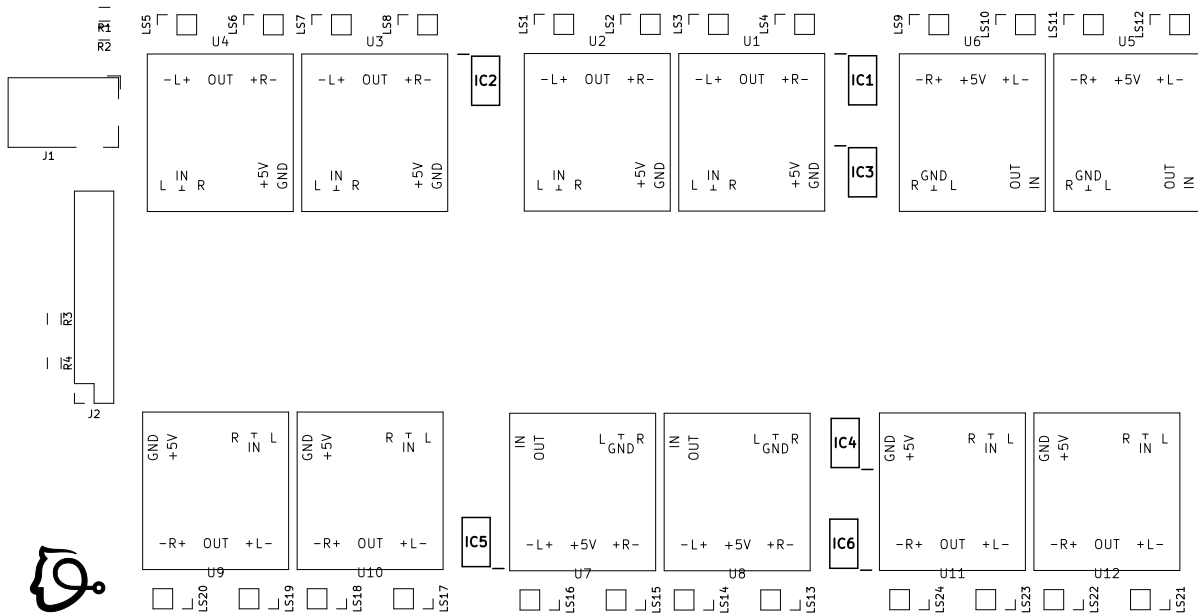 LS5 LS6 LS7 LS8 LS1 LS2 LS3 LS4 LS9 LS10 LS11 LS12
R1
R2
U4 U3 U2 U1 U6 U5
-L+ OUT +R- -L+ OUT +R- IC2 -L+ OUT +R- -L+ OUT +R- IC1 -R+ +5V +L- -R+ +5V +L-
J1
IC3
IN +5V GND IN +5V GND IN +5V GND IN +5V GND GND OUT IN GND OUT IN
L ⊥ R L ⊥ R L ⊥ R L ⊥ R R ⊥ L R ⊥ L
R3
R4
J2
GND +5V R ⊤ L R ⊤ L IN OUT L ⊤ R IN OUT L ⊤ R IC4 GND +5V R ⊤ L GND +5V R ⊤ L
IN IN GND GND IN IN
-R+ OUT +L- -R+ OUT +L- IC5 -L+ +5V +R- -L+ +5V +R- IC6 -R+ OUT +L- -R+ OUT +L-
U9 U10 U7 U8 U11 U12
LS20 LS19 LS18 LS17 LS16 LS15 LS14 LS13 LS24 LS23 LS22 LS21